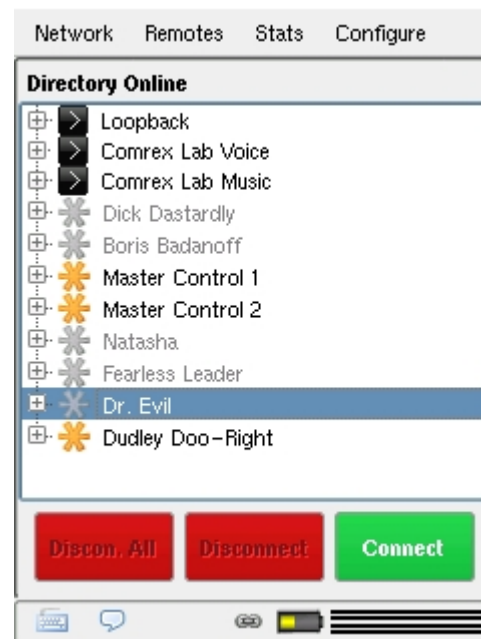 Network Remotes Stats Configure
Directory Online
Loopback
Comrex Lab Voice
Comrex Lab Music
Dick Dastardly
Boris Badanoff
Master Control 1
Master Control 2
Natasha
Fearless Leader
Dr. Evil
Dudley Doo-Right
Discon. All Disconnect Connect